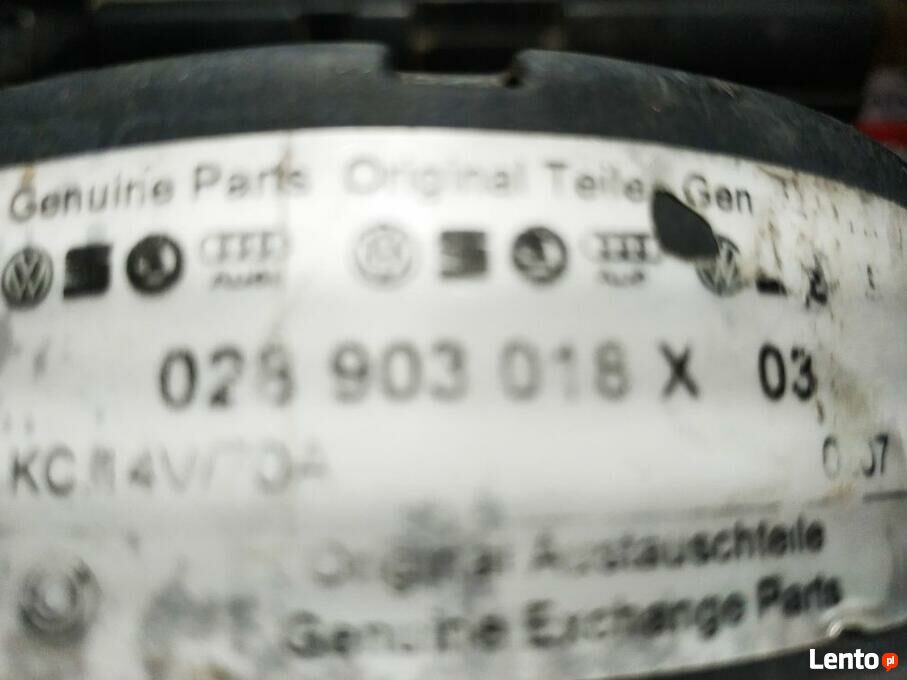 Genuine Parts Original Teile Gen
028 903 018 X 03
Original Austauschteile
Genuine Exchange Parts
Lento pl